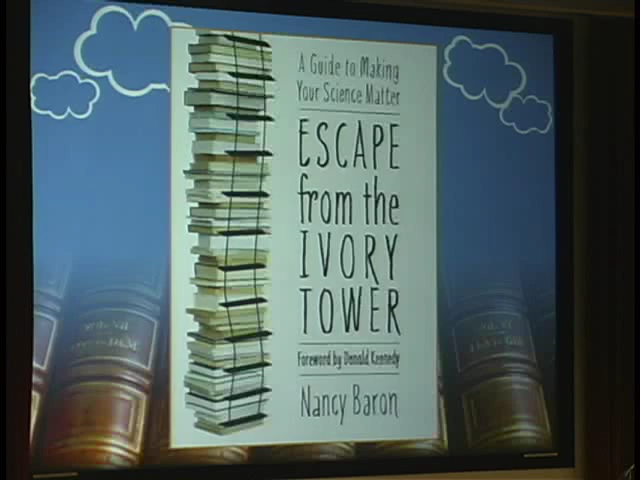 A Guide to Making
Your Science Matter
ESCAPE
from the
IVORY
TOWER
Foreword by Donald Kennedy
Nancy Baron